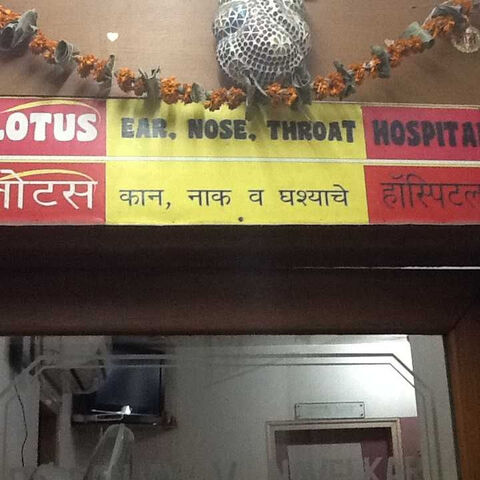 LOTUS EAR, NOSE, THROAT HOSPITAL
लोटस कान, नाक व घश्याचे हॉस्पिटल